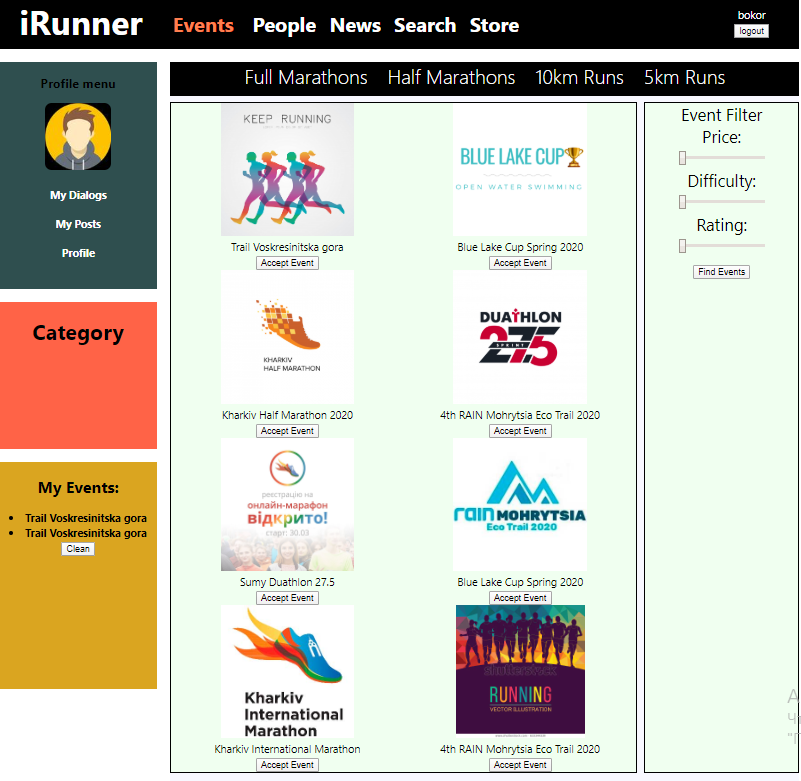 iRunner
Events People News Search Store
bokor
logout
Profile menu
My Dialogs
My Posts
Profile
Category
My Events:
Trail Voskresinitska gora
Trail Voskresinitska gora
Clean
Full Marathons Half Marathons 10km Runs 5km Runs
KEEP RUNNING
Trail Voskresinitska gora
Accept Event
BLUE LAKE CUP
OPEN WATER SWIMMING
Blue Lake Cup Spring 2020
Accept Event
KHARKIV
HALF MARATHON
Kharkiv Half Marathon 2020
Accept Event
DUATHLON
SPRINT
27.5
4th RAIN Mohrytsia Eco Trail 2020
Accept Event
реєстрацію на
онлайн-марафон
відкрито!
старт: 30.03
Sumy Duathlon 27.5
Accept Event
rain MOHRYTSIA
Eco Trail 2020
Blue Lake Cup Spring 2020
Accept Event
Kharkiv
International
Marathon
Kharkiv International Marathon
Accept Event
shutterstock
RUNNING
VECTOR ILLUSTRATION
4th RAIN Mohrytsia Eco Trail 2020
Accept Event
Event Filter
Price:
Difficulty:
Rating:
Find Events